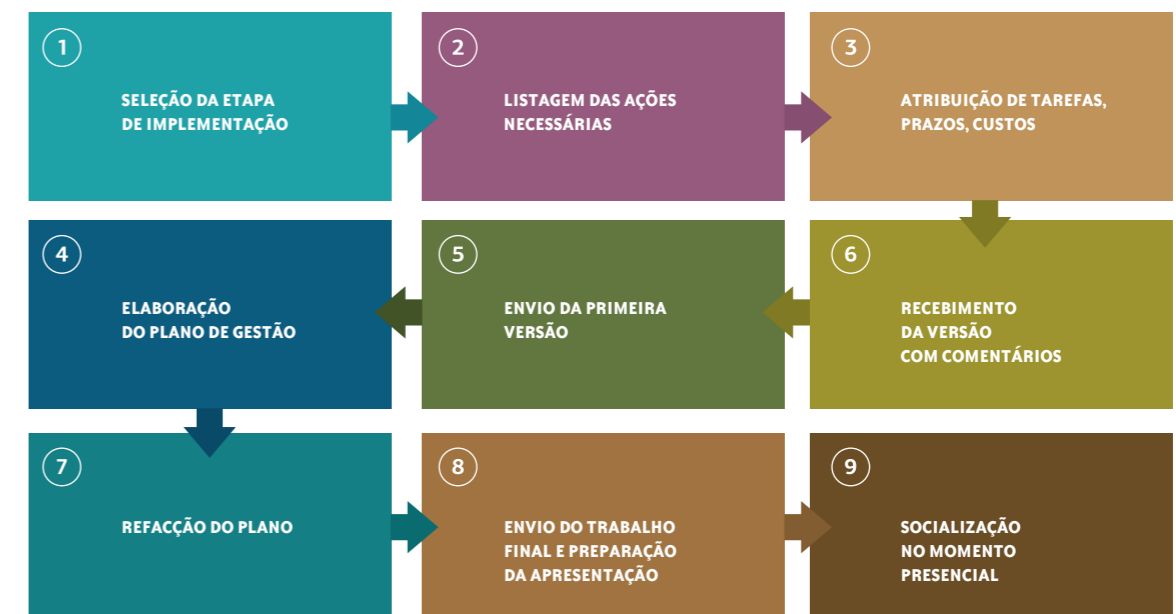 1
SELEÇÃO DA ETAPA
DE IMPLEMENTAÇÃO
2
LISTAGEM DAS AÇÕES
NECESSÁRIAS
3
ATRIBUIÇÃO DE TAREFAS,
PRAZOS, CUSTOS
4
ELABORAÇÃO
DO PLANO DE GESTÃO
5
ENVIO DA PRIMEIRA
VERSÃO
6
RECEBIMENTO
DA VERSÃO
COM COMENTÁRIOS
7
REFACÇÃO DO PLANO
8
ENVIO DO TRABALHO
FINAL E PREPARAÇÃO
DA APRESENTAÇÃO
9
SOCIALIZAÇÃO
NO MOMENTO
PRESENCIAL